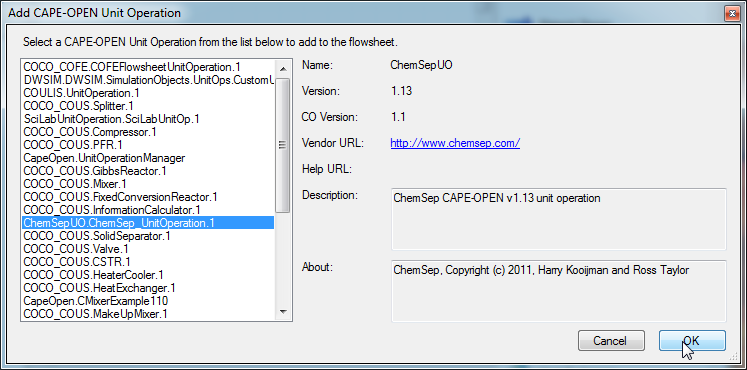 Add CAPE-OPEN Unit Operation
Select a CAPE-OPEN Unit Operation from the list below to add to the flowsheet.
COCO_COFE.COFEFlowsheetUnitOperation.1
DWSIM.DWSIM.SimulationObjects.UnitOps.CustomU
COULIS.UnitOperation.1
COCO_COUS.Splitter.1
SciLabUnitOperation.SciLabUnitOp.1
COCO_COUS.Compressor.1
COCO_COUS.PFR.1
CapeOpen.UnitOperationManager
COCO_COUS.GibbsReactor.1
COCO_COUS.Mixer.1
COCO_COUS.FixedConversionReactor.1
COCO_COUS.InformationCalculator.1
ChemSepUO.ChemSep_UnitOperation.1
COCO_COUS.SolidSeparator.1
COCO_COUS.Valve.1
COCO_COUS.CSTR.1
COCO_COUS.HeaterCooler.1
COCO_COUS.HeatExchanger.1
CapeOpen.CMixerExample110
COCO_COUS.MakeUpMixer.1
Name: ChemSepUO
Version: 1.13
CO Version: 1.1
Vendor URL: http://www.chemsep.com/
Help URL:
Description: ChemSep CAPE-OPEN v1.13 unit operation
About: ChemSep, Copyright (c) 2011, Harry Kooijman and Ross Taylor
Cancel OK